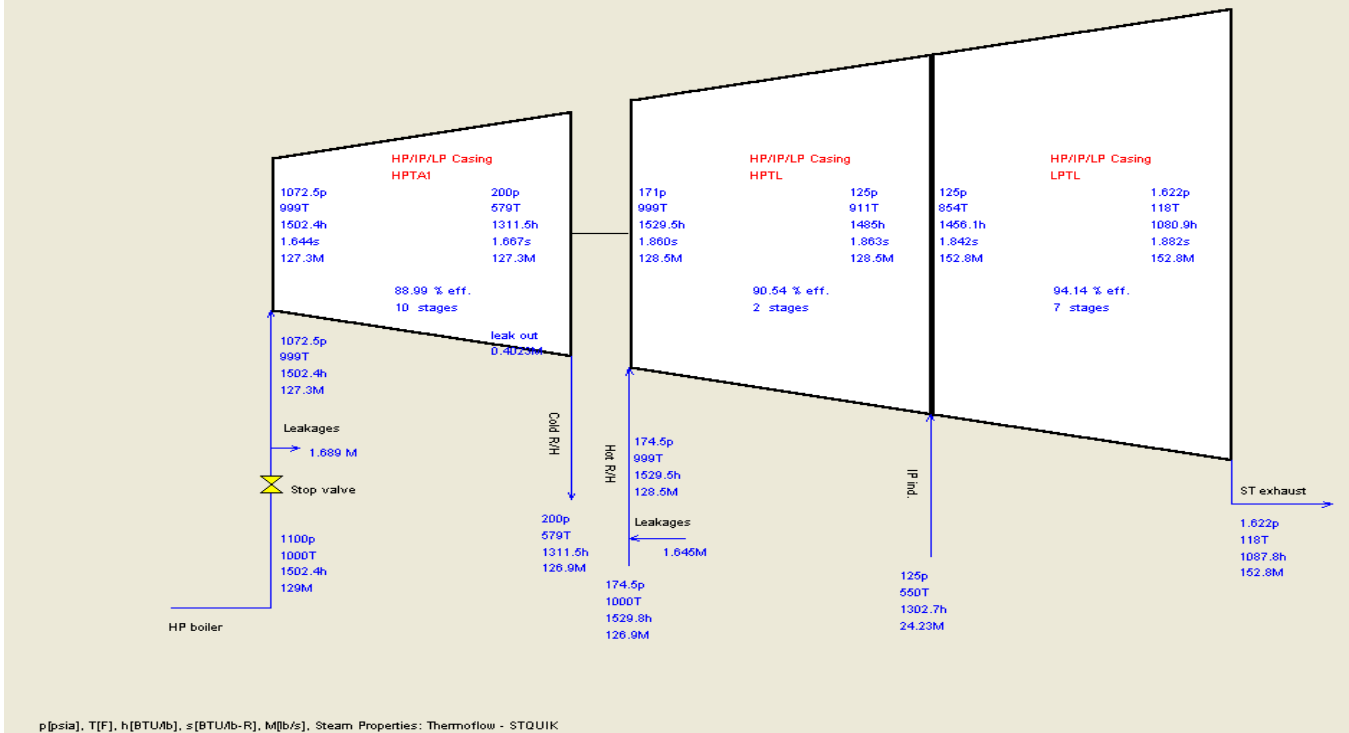 HP/IP/LP Casing
HPTA1
1072.5p
999T
1502.4h
1.644s
127.3M
200p
579T
1311.5h
1.667s
127.3M
88.99 % eff.
10 stages
leak out
0.4023M
1072.5p
999T
1502.4h
127.3M
Leakages
1.689 M
Stop valve
1100p
1000T
1502.4h
129M
HP boiler
Cold R/H
200p
579T
1311.5h
126.9M
HP/IP/LP Casing
HPTL
171p
999T
1529.5h
1.860s
128.5M
125p
911T
1485h
1.863s
128.5M
90.54 % eff.
2 stages
Hot R/H
174.5p
999T
1529.5h
128.5M
Leakages
1.645M
174.5p
1000T
1529.8h
126.9M
HP/IP/LP Casing
LPTL
125p
854T
1456.1h
1.842s
152.8M
1.622p
118T
1080.9h
1.882s
152.8M
94.14 % eff.
7 stages
IP ind.
125p
550T
1302.7h
24.23M
ST exhaust
1.622p
118T
1087.8h
152.8M
p[psia], T[F], h[BTU/lb], s[BTU/lb-R], M[lb/s], Steam Properties: Thermoflow - STQUIK